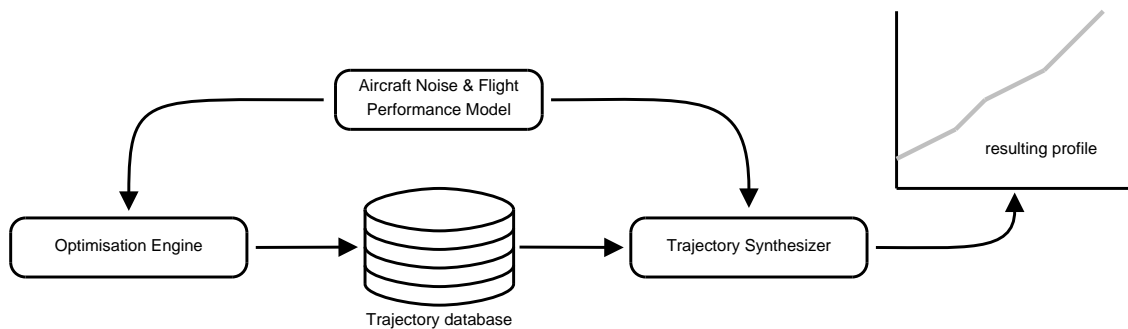 Aircraft Noise & Flight
Performance Model
resulting profile
Optimisation Engine
Trajectory Synthesizer
Trajectory database